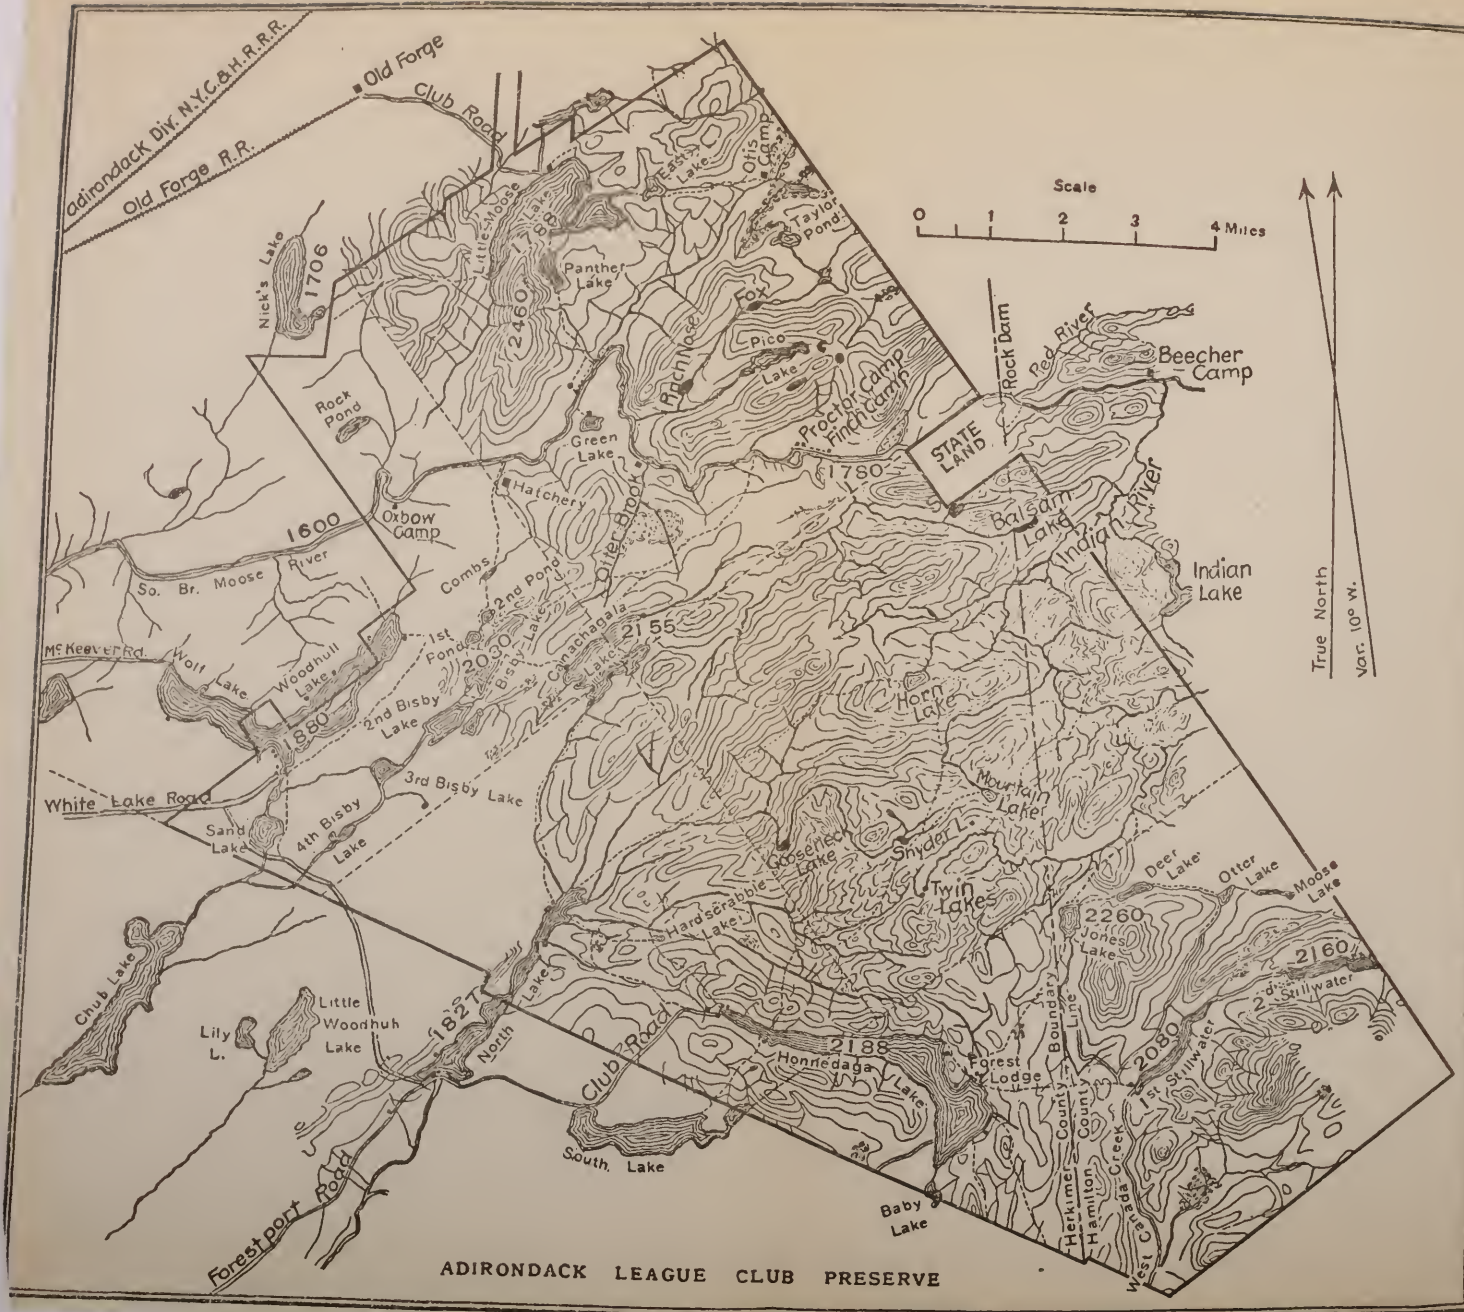 Adirondack Div. N.Y.C.& H.R.R.R.
Old Forge R.R.
Old Forge
Club Road
Nick's Lake
1706
Little Moose
Lake
1788
East
Lake
Otis
Camp
Taylor
Pond
Panther
Lake
2460
Fox
Pico
Lake
Proctor Camp
Finch Camp
Rock
Pond
Green
Lake
1780
STATE
LAND
Scale
0 1 2 3 4 Miles
Rock Dam
Red River
Beecher
Camp
True North
Var. 10° W.
Hatchery
Oxbow
Camp
1600
So. Br. Moose River
Otter Brook
Balsam
Lake
Indian River
Indian
Lake
Combs
2nd Pond
1st
Pond
2030
Bisby Lake
Canachagala
Lake
2155
McKeever Rd.
Wolf Lake
Woodhull
Lake
1880
2nd Bisby
Lake
3rd Bisby Lake
4th Bisby
Lake
White Lake Road
Sand
Lake
Horn
Lake
Mountain
Lake
Gooseneck
Lake
Snyder L.
Twin
Lakes
Hardscrabble
Lake
Deer
Lake
Otter
Lake
Moose
Lake
2260
Jones
Lake
2160
2d Stillwater
2080
1st Stillwater
Chub Lake
Lily
L.
Little
Woodhull
Lake
1827
North Lake
Club Road
2188
Honnedaga Lake
Forest
Lodge
Boundary
Line
Herkimer County
Hamilton County
West Canada Creek
South Lake
Baby
Lake
Forestport Road
ADIRONDACK LEAGUE CLUB PRESERVE